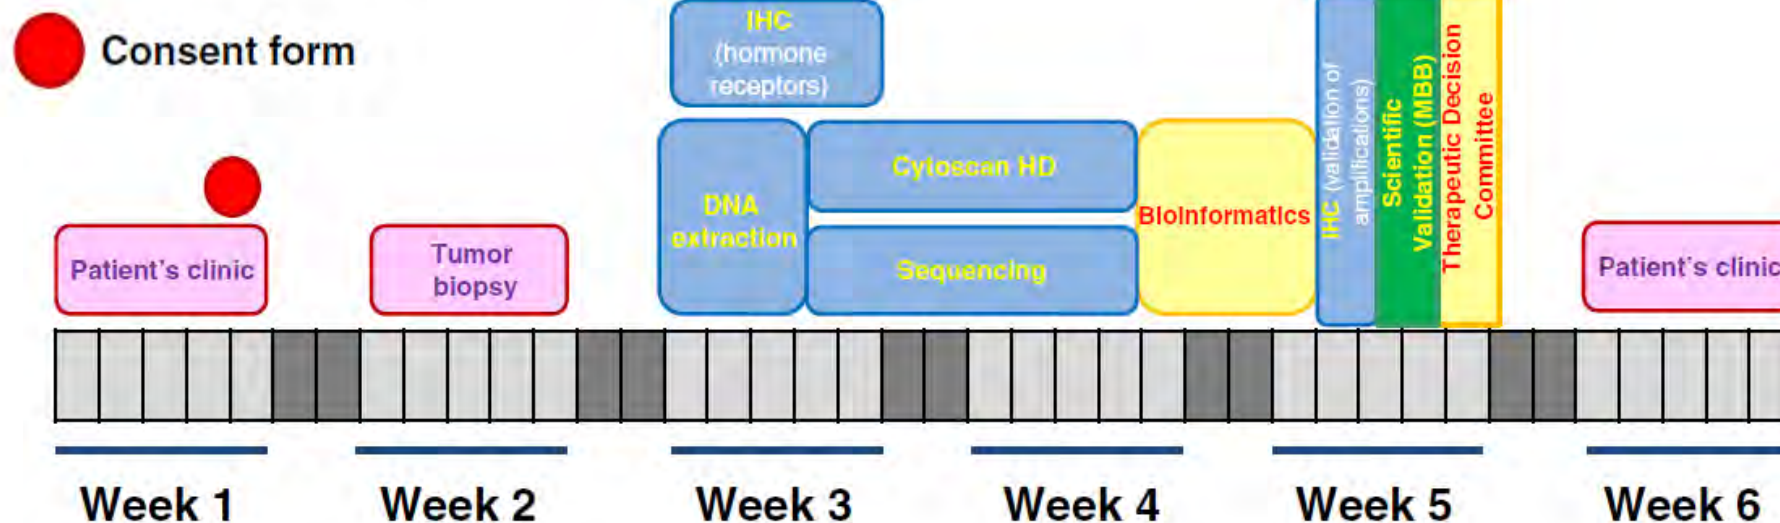 Consent form
IHC
(hormone
receptors)
Patient's clinic
Tumor
biopsy
DNA
extraction
Cytoscan HD
Sequencing
Bioinformatics
IHC (validation of
amplifications)
Scientific
Validation (MBB)
Therapeutic Decision
Committee
Patient's clinic
Week 1
Week 2
Week 3
Week 4
Week 5
Week 6